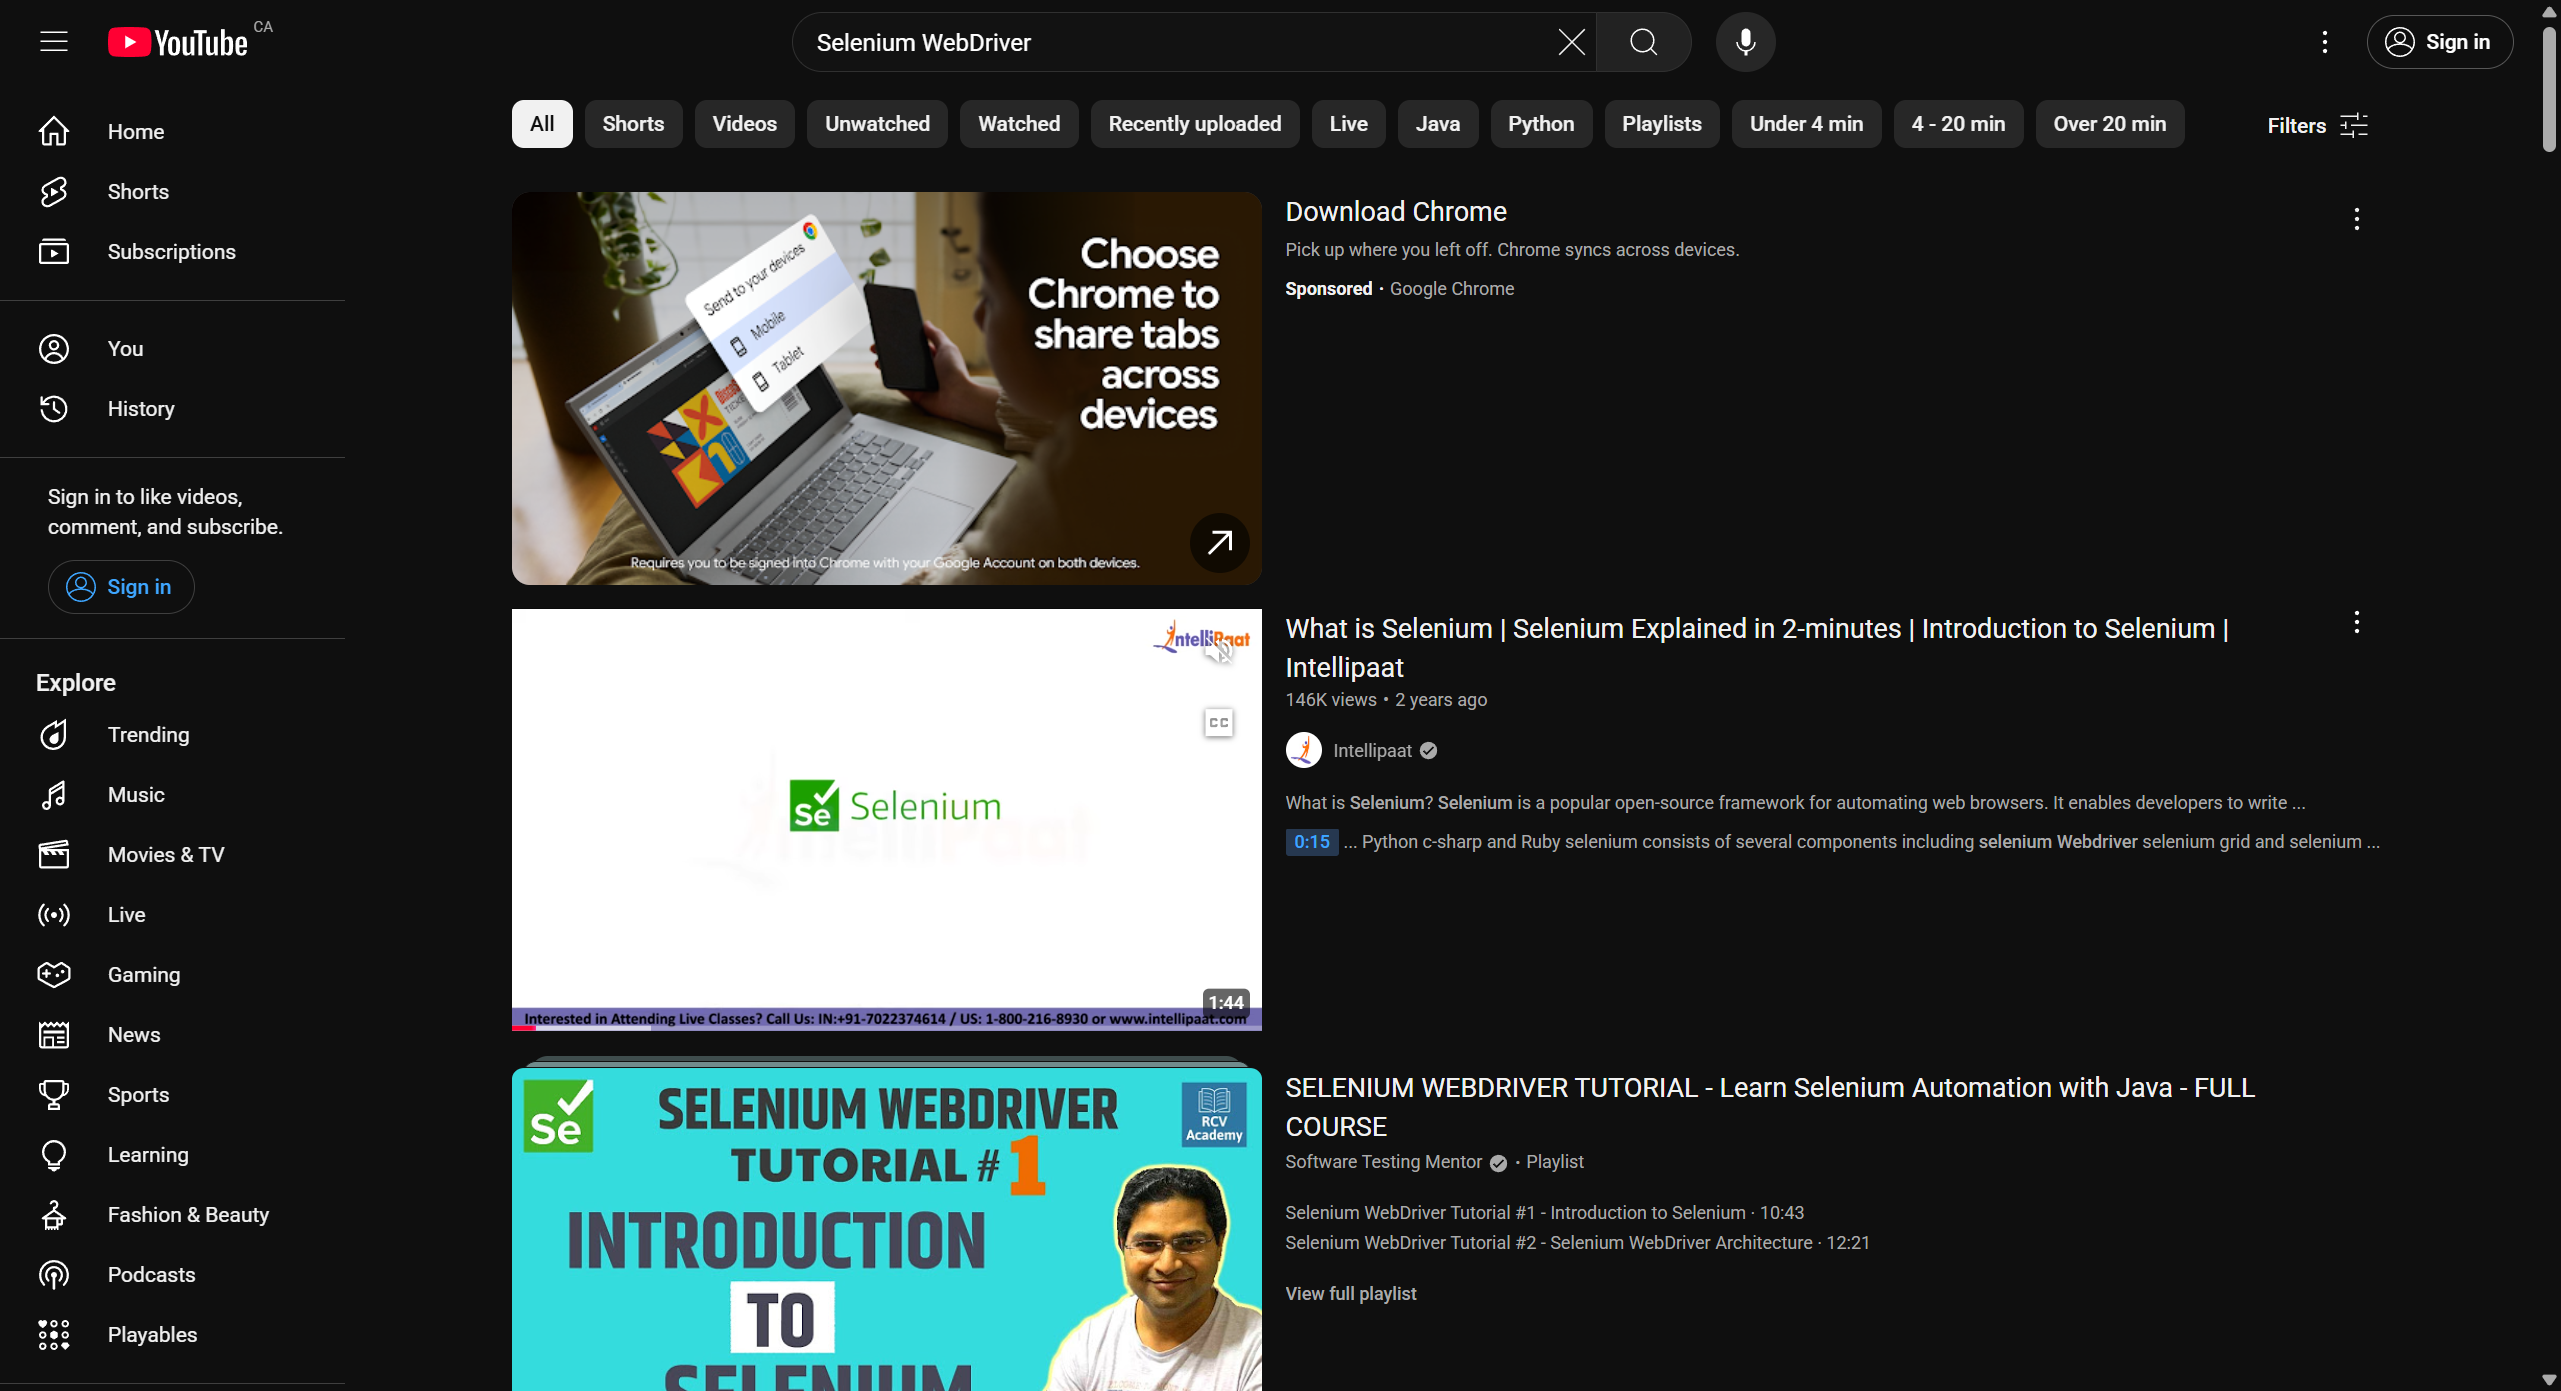 YouTube CA
Selenium WebDriver
Sign in
Home
Shorts
Subscriptions
You
History
Sign in to like videos,
comment, and subscribe.
Sign in
Explore
Trending
Music
Movies & TV
Live
Gaming
News
Sports
Learning
Fashion & Beauty
Podcasts
Playables
All Shorts Videos Unwatched Watched Recently uploaded Live Java Python Playlists Under 4 min 4 - 20 min Over 20 min Filters
Send to your devices
Mobile
Tablet
Choose
Chrome to
share tabs
across
devices
Requires you to be signed into Chrome with your Google Account on both devices.
Download Chrome
Pick up where you left off. Chrome syncs across devices.
Sponsored · Google Chrome
IntelliPaat
CC
Se Selenium
1:44
Interested in Attending Live Classes? Call Us: IN:+91-7022374614 / US: 1-800-216-8930 or www.intellipaat.com
What is Selenium | Selenium Explained in 2-minutes | Introduction to Selenium |
Intellipaat
146K views • 2 years ago
Intellipaat
What is Selenium? Selenium is a popular open-source framework for automating web browsers. It enables developers to write ...
0:15 ... Python c-sharp and Ruby selenium consists of several components including selenium Webdriver selenium grid and selenium ...
Se
SELENIUM WEBDRIVER
TUTORIAL #1
RCV
Academy
INTRODUCTION
TO
SELENIUM
SELENIUM WEBDRIVER TUTORIAL - Learn Selenium Automation with Java - FULL
COURSE
Software Testing Mentor • Playlist
Selenium WebDriver Tutorial #1 - Introduction to Selenium · 10:43
Selenium WebDriver Tutorial #2 - Selenium WebDriver Architecture · 12:21
View full playlist